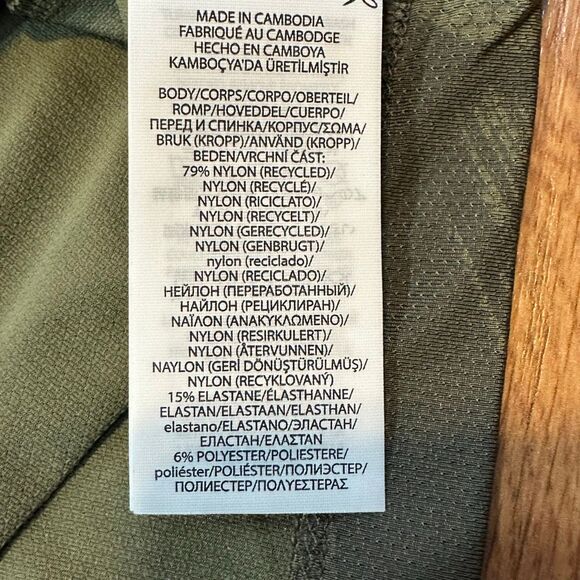 MADE IN CAMBODIA
FABRIQUÉ AU CAMBODGE
HECHO EN CAMBOYA
KAMBOÇYA'DA ÜRETİLMİŞTİR
BODY/CORPS/CORPO/OBERTEIL/
ROMP/HOVEDDEL/CUERPO/
ПЕРЕД И СПИНКА/КОРПУС/ΣΩΜΑ/
BRUK (KROPP)/ANVÄND (KROPP)/
BEDEN/VRCHNÍ ČÁST:
79% NYLON (RECYCLED)/
NYLON (RECYCLÉ)/
NYLON (RICICLATO)/
NYLON (RECYCELT)/
NYLON (GERECYCLED)/
NYLON (GENBRUGT)/
nylon (reciclado)/
NYLON (RECICLADO)/
НЕЙЛОН (ПЕРЕРАБОТАННЫЙ)/
НАЙЛОН (РЕЦИКЛИРАН)/
ΝΑΪΛΟΝ (ΑΝΑΚΥΚΛΩΜΕΝΟ)/
NYLON (RESIRKULERT)/
NYLON (ÅTERVUNNEN)/
NAYLON (GERİ DÖNÜŞTÜRÜLMÜŞ)/
NYLON (RECYKLOVANÝ)
15% ELASTANE/ÉLASTHANNE/
ELASTAN/ELASTAAN/ELASTHAN/
elastano/ELASTANO/ЭЛАСТАН/
ЕЛАСТАН/ΕΛΑΣΤΑΝ
6% POLYESTER/POLIESTERE/
poliéster/POLIÉSTER/ПОЛИЭСТЕР/
ПОЛИЕСТЕР/ΠΟΛΥΕΣΤΕΡΑΣ